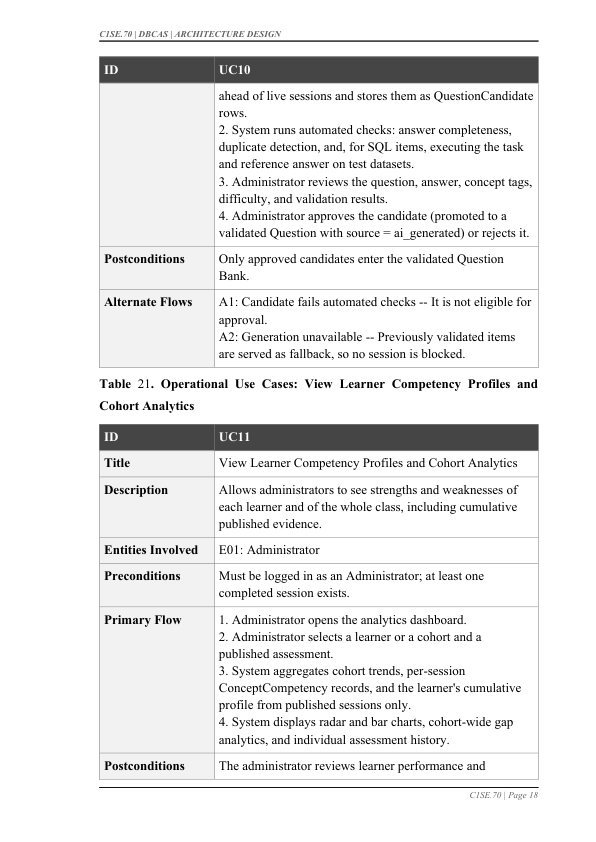 C1SE.70 | DBCAS | ARCHITECTURE DESIGN
ID UC10
ahead of live sessions and stores them as QuestionCandidate
rows.
2. System runs automated checks: answer completeness,
duplicate detection, and, for SQL items, executing the task
and reference answer on test datasets.
3. Administrator reviews the question, answer, concept tags,
difficulty, and validation results.
4. Administrator approves the candidate (promoted to a
validated Question with source = ai_generated) or rejects it.
Postconditions Only approved candidates enter the validated Question
Bank.
Alternate Flows A1: Candidate fails automated checks -- It is not eligible for
approval.
A2: Generation unavailable -- Previously validated items
are served as fallback, so no session is blocked.
Table 21. Operational Use Cases: View Learner Competency Profiles and
Cohort Analytics
ID UC11
Title View Learner Competency Profiles and Cohort Analytics
Description Allows administrators to see strengths and weaknesses of
each learner and of the whole class, including cumulative
published evidence.
Entities Involved E01: Administrator
Preconditions Must be logged in as an Administrator; at least one
completed session exists.
Primary Flow 1. Administrator opens the analytics dashboard.
2. Administrator selects a learner or a cohort and a
published assessment.
3. System aggregates cohort trends, per-session
ConceptCompetency records, and the learner's cumulative
profile from published sessions only.
4. System displays radar and bar charts, cohort-wide gap
analytics, and individual assessment history.
Postconditions The administrator reviews learner performance and
C1SE.70 | Page 18